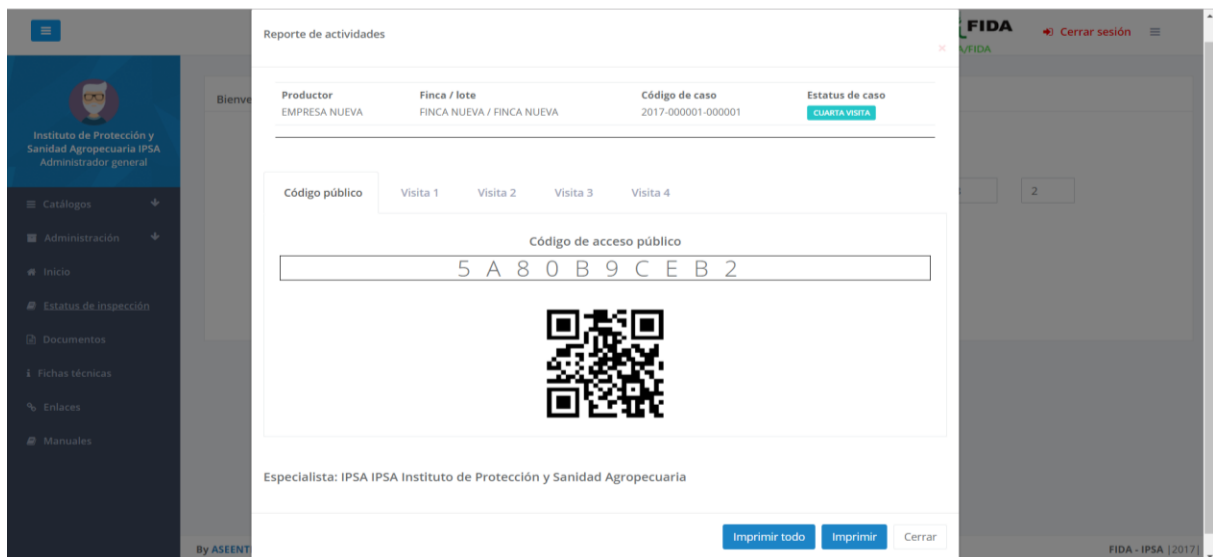 FIDA
A/FIDA
Cerrar sesión
Instituto de Protección y
Sanidad Agropecuaria IPSA
Administrador general
Catálogos
Administración
Inicio
Estatus de inspección
Documentos
Fichas técnicas
Enlaces
Manuales
Bienve
Reporte de actividades
×
Productor Finca / lote Código de caso Estatus de caso
EMPRESA NUEVA FINCA NUEVA / FINCA NUEVA 2017-000001-000001 CUARTA VISITA
Código público Visita 1 Visita 2 Visita 3 Visita 4
Código de acceso público
5 A 8 0 B 9 C E B 2
Especialista: IPSA IPSA Instituto de Protección y Sanidad Agropecuaria
Imprimir todo Imprimir Cerrar
2
By ASEENT
FIDA - IPSA |2017|